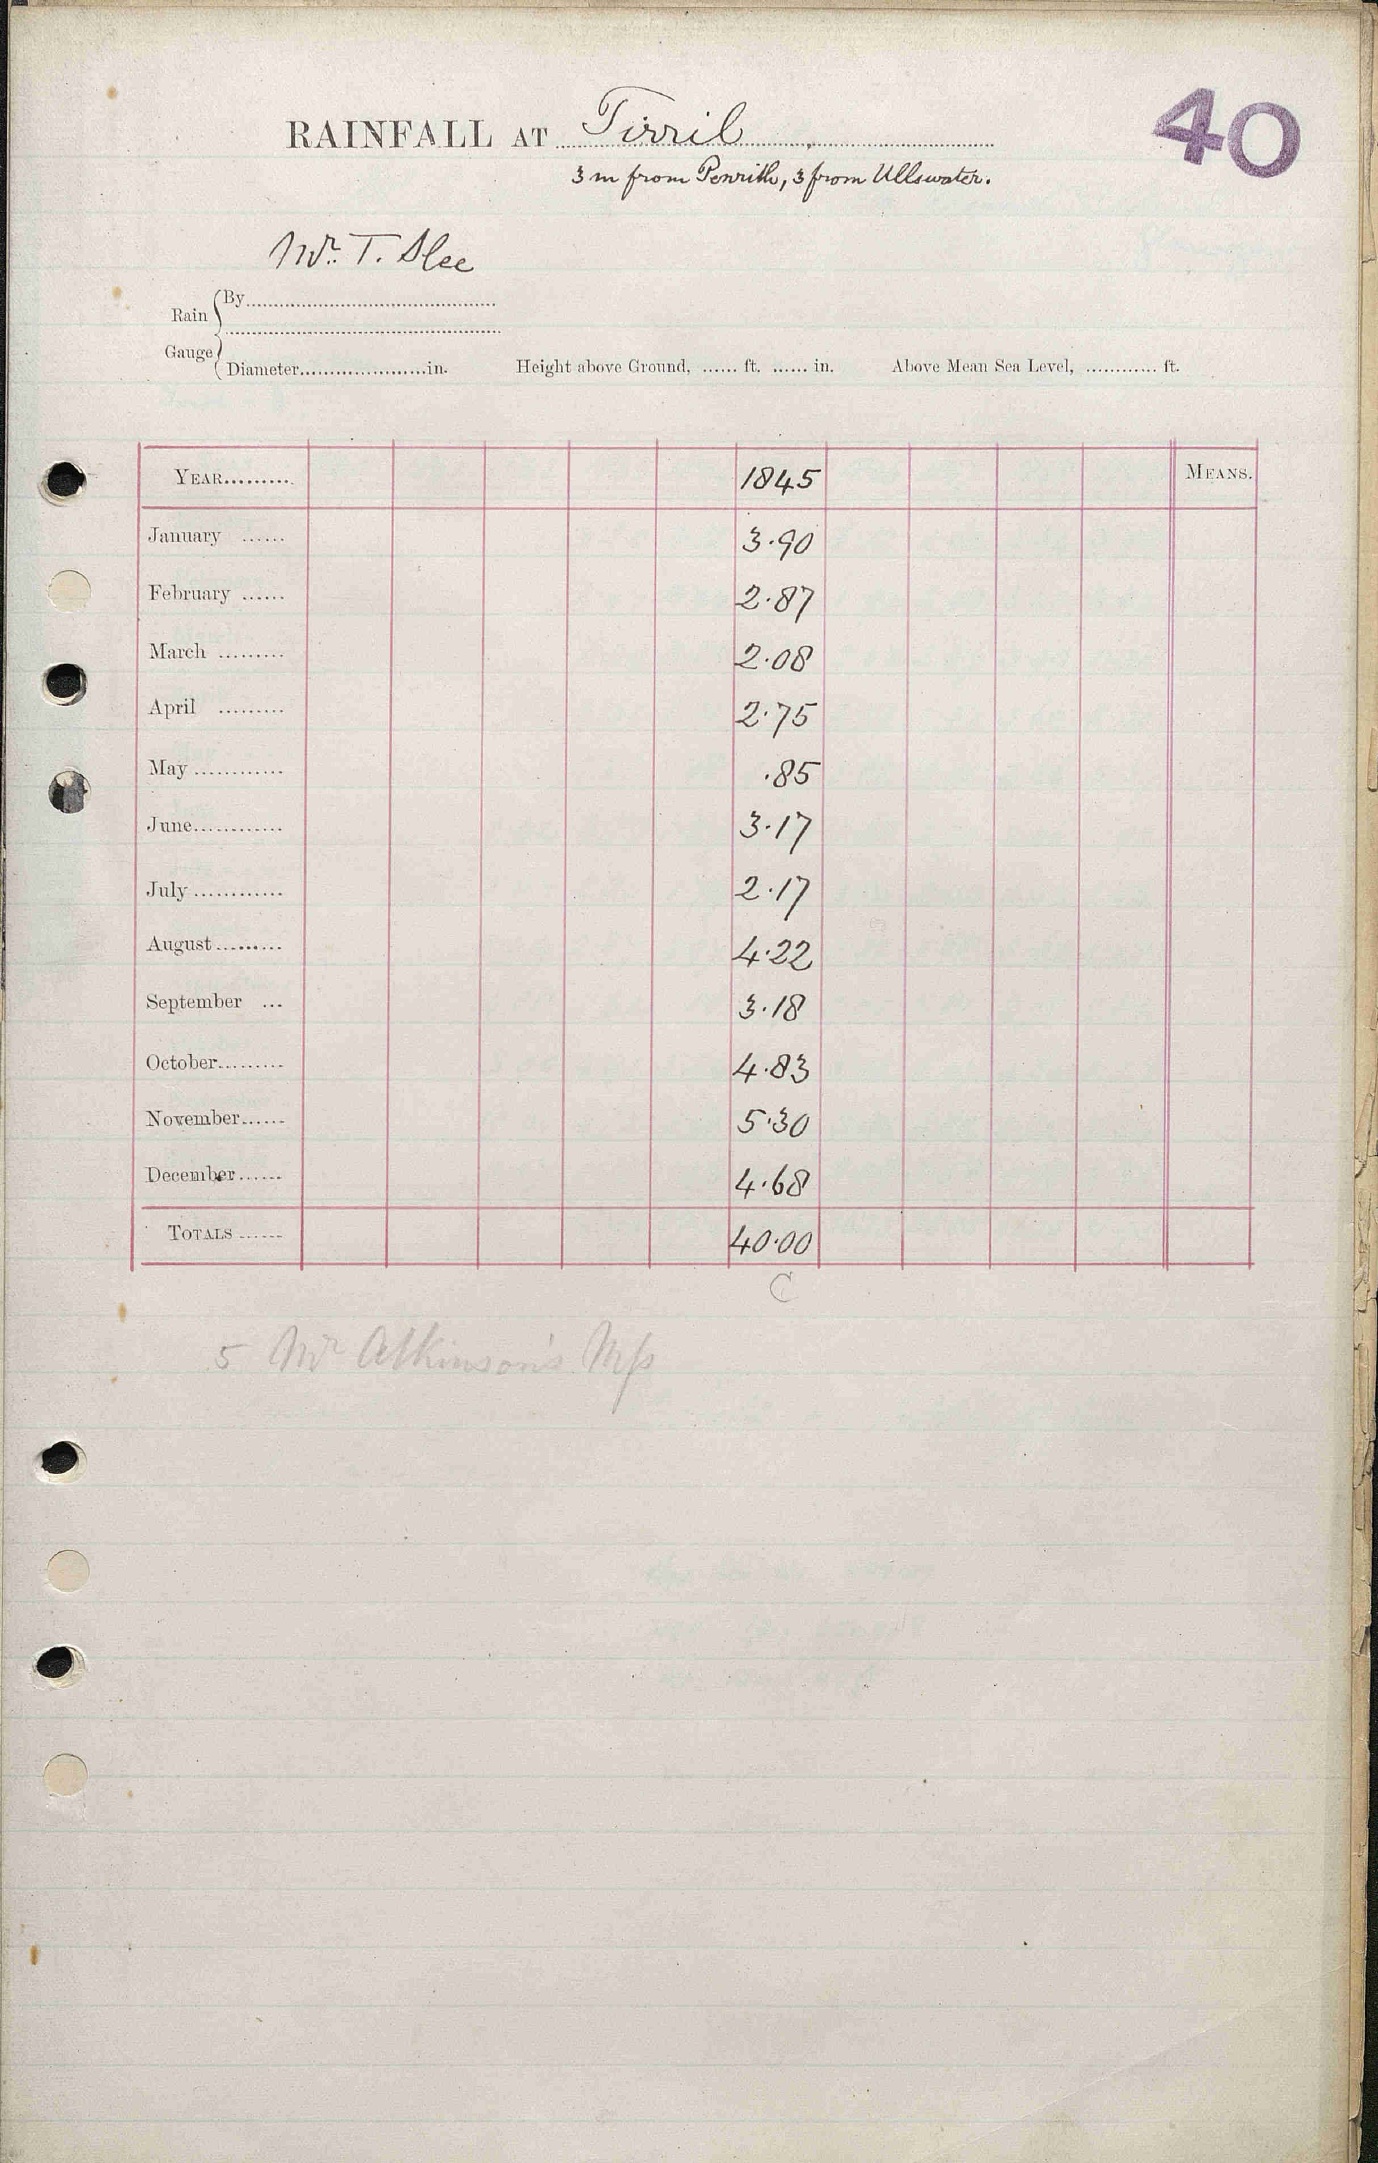 40
RAINFALL AT Tirril
3 m from Penrith, 3 from Ullswater.
Mr. T. Slee
Rain Gauge
By
Diameter in. Height above Ground, ft. in. Above Mean Sea Level, ft.
YEAR 1845 MEANS.
January 3.90
February 2.87
March 2.08
April 2.75
May .85
June 3.17
July 2.17
August 4.22
September 3.18
October 4.83
November 5.30
December 4.68
TOTALS 40.00
C
5 Mr Atkinson's Mss